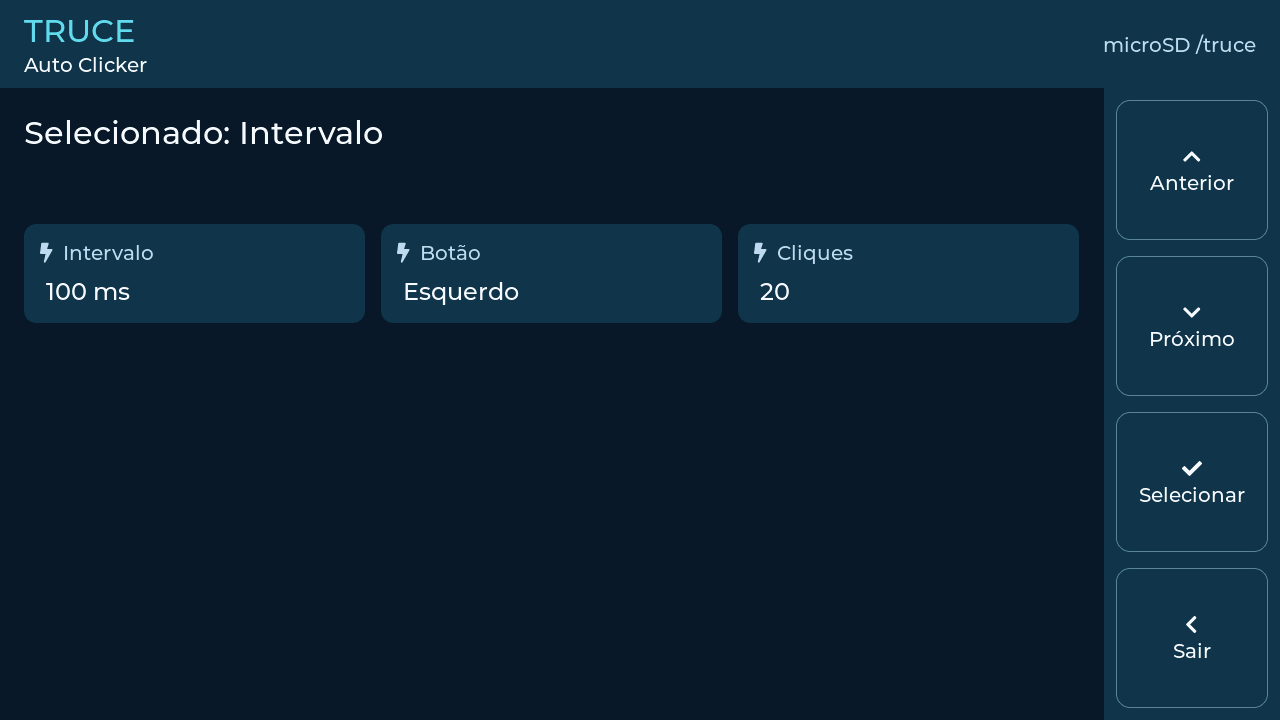 TRUCE
Auto Clicker
microSD /truce
Selecionado: Intervalo
Intervalo
100 ms
Botão
Esquerdo
Cliques
20
Anterior
Próximo
Selecionar
Sair